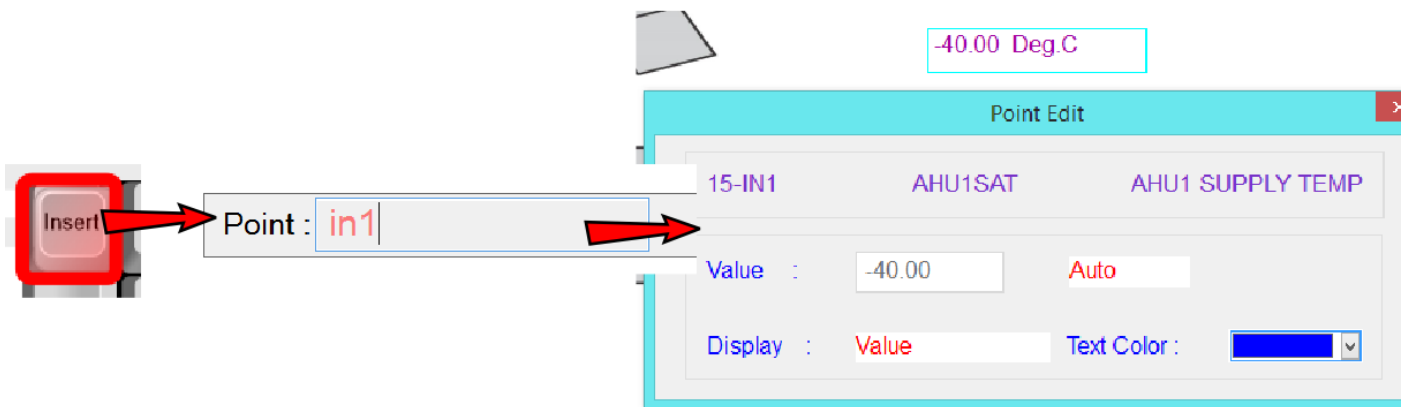 -40.00 Deg.C
Point Edit
15-IN1 AHU1SAT AHU1 SUPPLY TEMP
Insert
Point : in1
Value : -40.00 Auto
Display : Value Text Color :